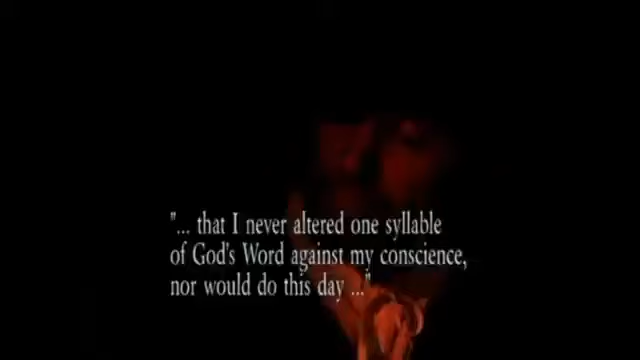 "... that I never altered one syllable
of God's Word against my conscience,
nor would do this day ..."